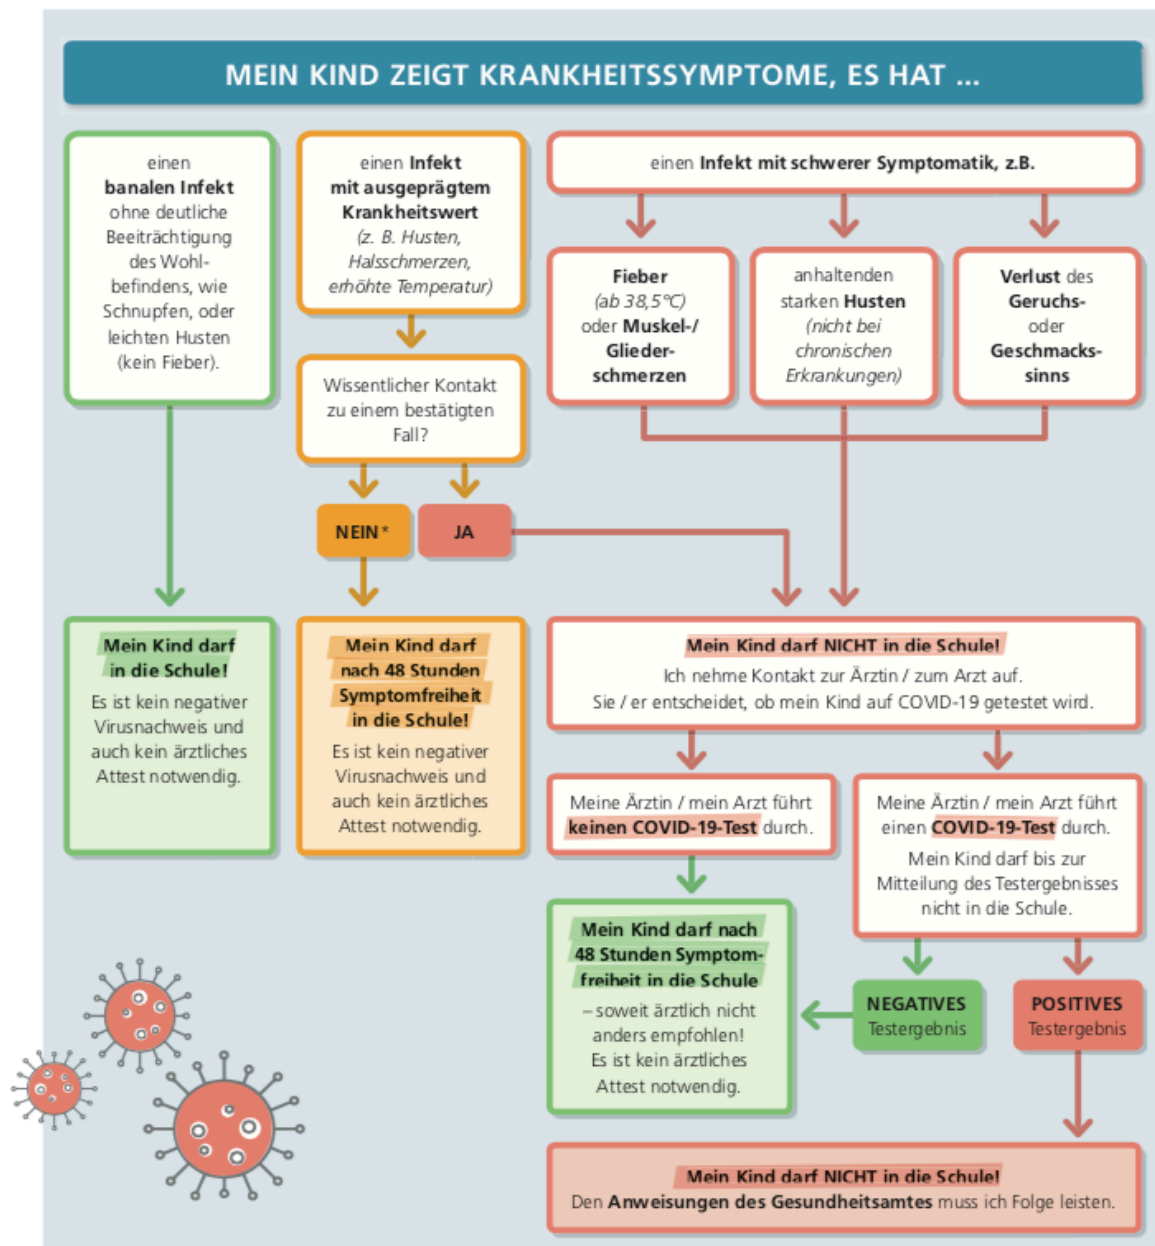 MEIN KIND ZEIGT KRANKHEITSSYMPTOME, ES HAT ...
einen
banalen Infekt
ohne deutliche
Beeiträchtigung
des Wohl-
befindens, wie
Schnupfen, oder
leichten Husten
(kein Fieber).
einen Infekt
mit ausgeprägtem
Krankheitswert
(z. B. Husten,
Halsschmerzen,
erhöhte Temperatur)
einen Infekt mit schwerer Symptomatik, z.B.
Fieber
(ab 38,5°C)
oder Muskel-/
Glieder-
schmerzen
anhaltenden
starken Husten
(nicht bei
chronischen
Erkrankungen)
Verlust des
Geruchs-
oder
Geschmacks-
sinns
Wissentlicher Kontakt
zu einem bestätigten
Fall?
NEIN*
JA
Mein Kind darf
in die Schule!
Es ist kein negativer
Virusnachweis und
auch kein ärztliches
Attest notwendig.
Mein Kind darf
nach 48 Stunden
Symptomfreiheit
in die Schule!
Es ist kein negativer
Virusnachweis und
auch kein ärztliches
Attest notwendig.
Mein Kind darf NICHT in die Schule!
Ich nehme Kontakt zur Ärztin / zum Arzt auf.
Sie / er entscheidet, ob mein Kind auf COVID-19 getestet wird.
Meine Ärztin / mein Arzt führt
keinen COVID-19-Test durch.
Meine Ärztin / mein Arzt führt
einen COVID-19-Test durch.
Mein Kind darf bis zur
Mitteilung des Testergebnisses
nicht in die Schule.
Mein Kind darf nach
48 Stunden Symptom-
freiheit in die Schule
– soweit ärztlich nicht
anders empfohlen!
Es ist kein ärztliches
Attest notwendig.
NEGATIVES
Testergebnis
POSITIVES
Testergebnis
Mein Kind darf NICHT in die Schule!
Den Anweisungen des Gesundheitsamtes muss ich Folge leisten.